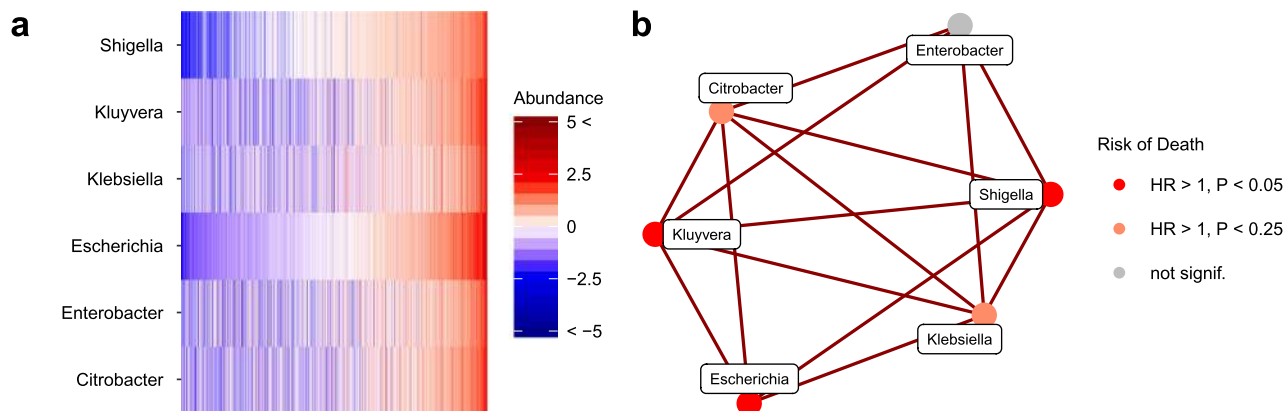 a
Shigella
Kluyvera
Klebsiella
Escherichia
Enterobacter
Citrobacter
Abundance
5 <
2.5
0
−2.5
< −5
b
Enterobacter
Citrobacter
Shigella
Kluyvera
Klebsiella
Escherichia
Risk of Death
HR > 1, P < 0.05
HR > 1, P < 0.25
not signif.